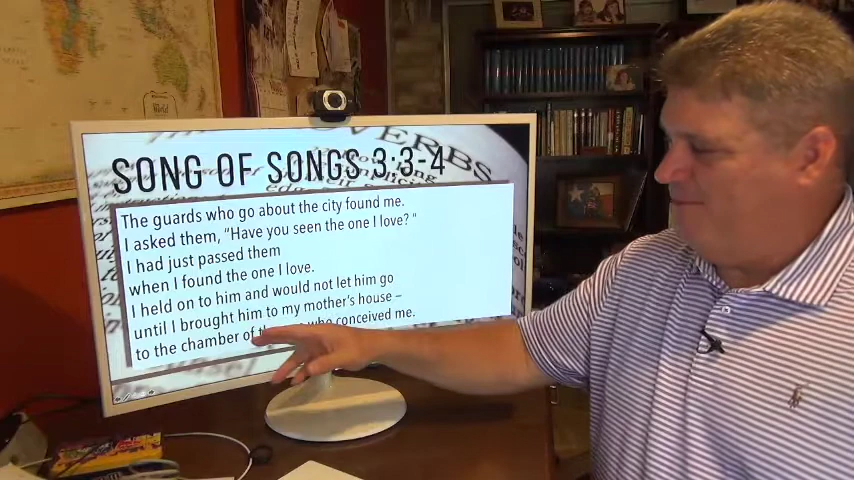 SONG OF SONGS 3:3-4
The guards who go about the city found me.
I asked them, "Have you seen the one I love? "
I had just passed them
when I found the one I love.
I held on to him and would not let him go
until I brought him to my mother's house –
to the chamber of who conceived me.
VERBS